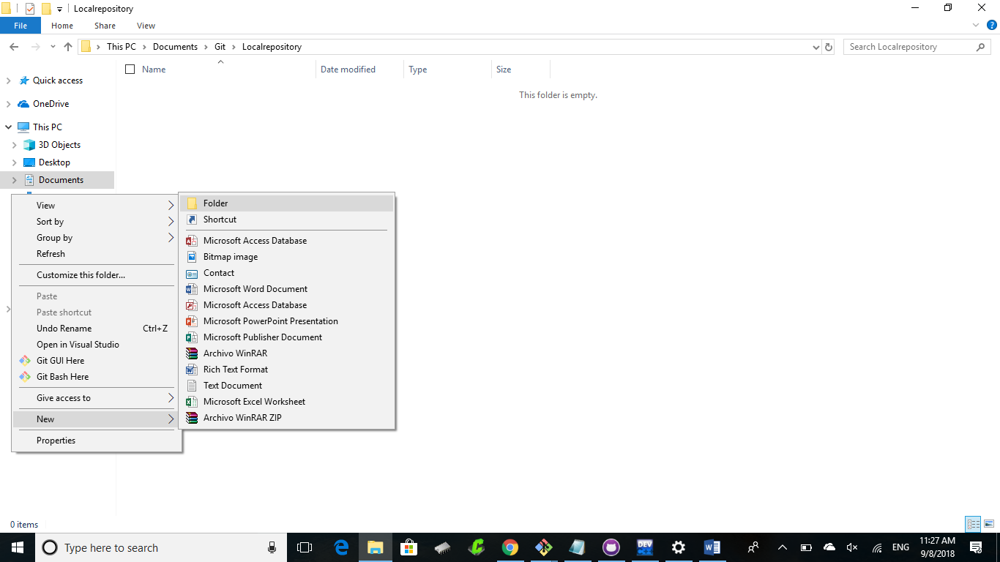 Localrepository
File Home Share View
This PC Documents Git Localrepository
Search Localrepository
Name Date modified Type Size
This folder is empty.
Quick access
OneDrive
This PC
3D Objects
Desktop
Documents
View
Sort by
Group by
Refresh
Customize this folder...
Paste
Paste shortcut
Undo Rename Ctrl+Z
Open in Visual Studio
Git GUI Here
Git Bash Here
Give access to
New
Properties
Folder
Shortcut
Microsoft Access Database
Bitmap image
Contact
Microsoft Word Document
Microsoft Access Database
Microsoft PowerPoint Presentation
Microsoft Publisher Document
Archivo WinRAR
Rich Text Format
Text Document
Microsoft Excel Worksheet
Archivo WinRAR ZIP
0 items
Type here to search
DEV
ENG
11:27 AM
9/8/2018